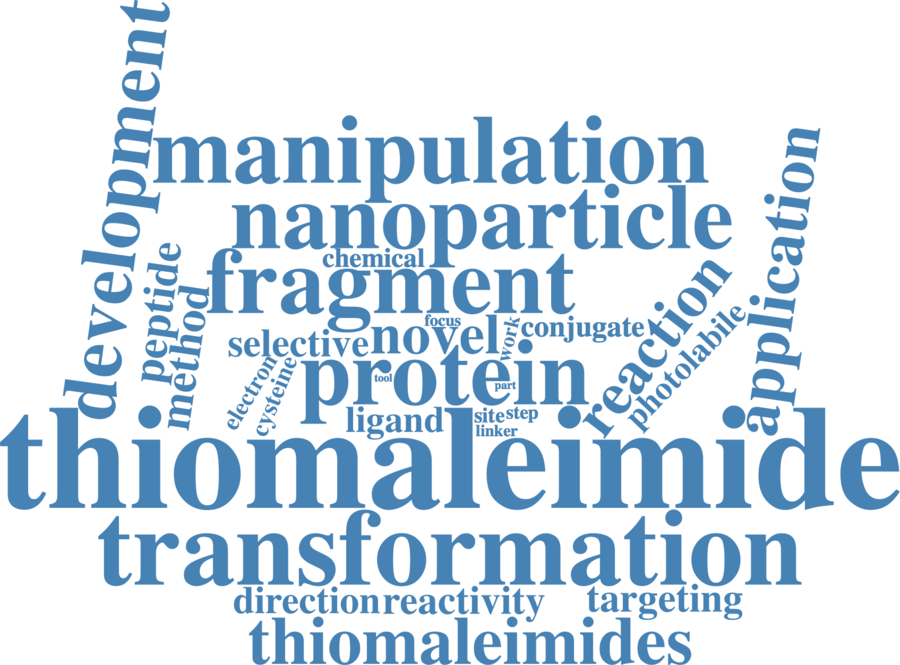 development
manipulation
nanoparticle
application
chemical
fragment
peptide
method
reaction
photolabile
focus
novel
work
conjugate
selective
electron
cysteine
protein
tool
part
ligand
site
step
linker
thiomaleimide
transformation
direction
reactivity
targeting
thiomaleimides